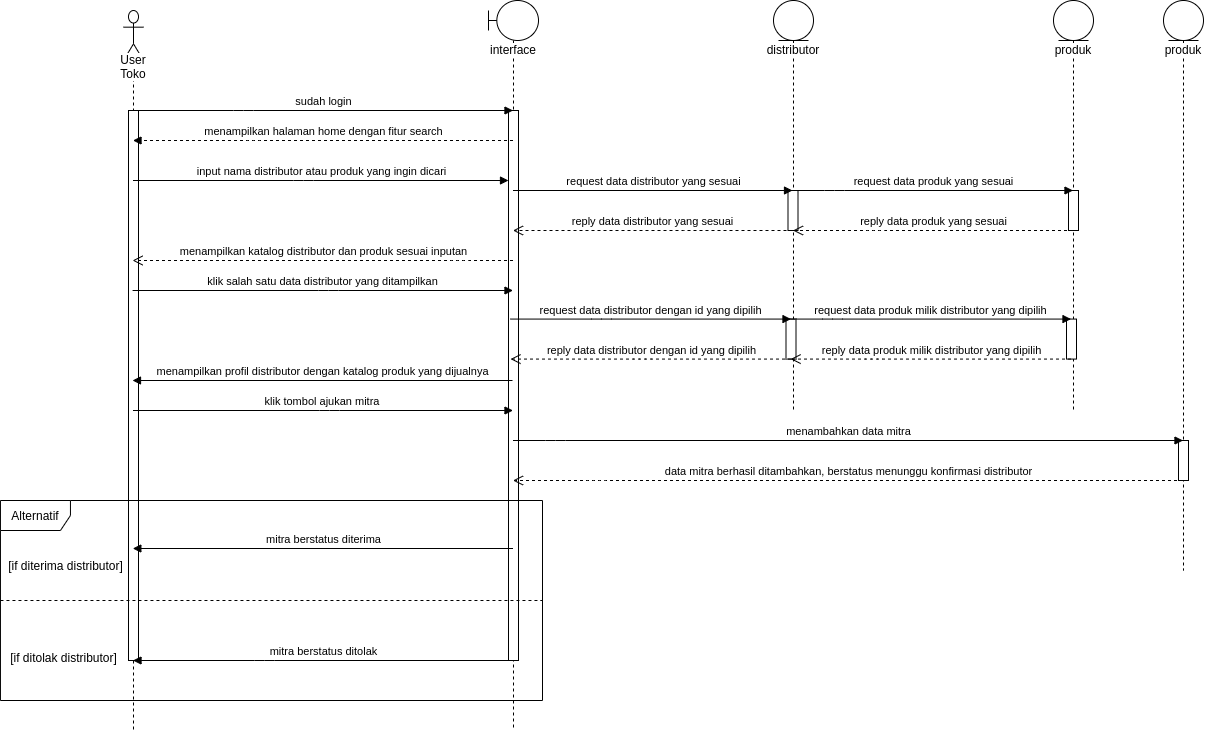 User
Toko
interface
distributor
produk
produk
sudah login
menampilkan halaman home dengan fitur search
input nama distributor atau produk yang ingin dicari
request data distributor yang sesuai
request data produk yang sesuai
reply data distributor yang sesuai
reply data produk yang sesuai
menampilkan katalog distributor dan produk sesuai inputan
klik salah satu data distributor yang ditampilkan
request data distributor dengan id yang dipilih
request data produk milik distributor yang dipilih
reply data distributor dengan id yang dipilih
reply data produk milik distributor yang dipilih
menampilkan profil distributor dengan katalog produk yang dijualnya
klik tombol ajukan mitra
menambahkan data mitra
data mitra berhasil ditambahkan, berstatus menunggu konfirmasi distributor
Alternatif
mitra berstatus diterima
[if diterima distributor]
mitra berstatus ditolak
[if ditolak distributor]